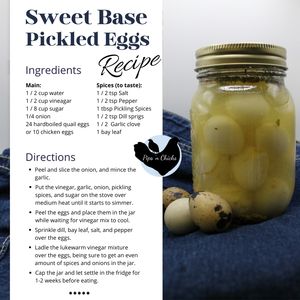 Sweet Base
Pickled Eggs
Recipe
Ingredients
Main:
1 / 2 cup water
1 / 2 cup vinegar
1 / 8 cup sugar
1/4 onion
24 hardboiled quail eggs
or 10 chicken eggs
Spices (to taste):
1 / 2 tsp Salt
1 / 2 tsp Pepper
1 tbsp Pickling Spices
1 / 2 tsp Dill sprigs
1 / 2 Garlic clove
1 bay leaf
Pips 'n Chicks
Directions
• Peel and slice the onion, and mince the
garlic.
• Put the vinegar, garlic, onion, pickling
spices, and sugar on the stove over
medium heat until it starts to simmer.
• Peel the eggs and place them in the jar
while waiting for vinegar mix to cool.
• Sprinkle dill, bay leaf, salt, and pepper
over the eggs.
• Ladle the lukewarm vinegar mixture
over the eggs, being sure to get an even
amount of spices and onions in the jar.
• Cap the jar and let settle in the fridge for
1-2 weeks before eating.